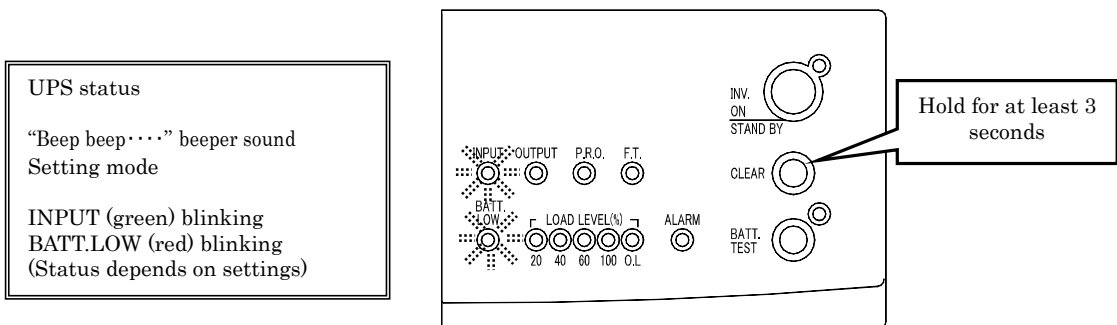 UPS status
“Beep beep････” beeper sound
Setting mode
INPUT (green) blinking
BATT.LOW (red) blinking
(Status depends on settings)
INPUT OUTPUT P.R.O. F.T.
BATT.
LOW
LOAD LEVEL(%)
ALARM
20 40 60 100 O.L
INV.
ON
STAND BY
CLEAR
BATT.
TEST
Hold for at least 3
seconds